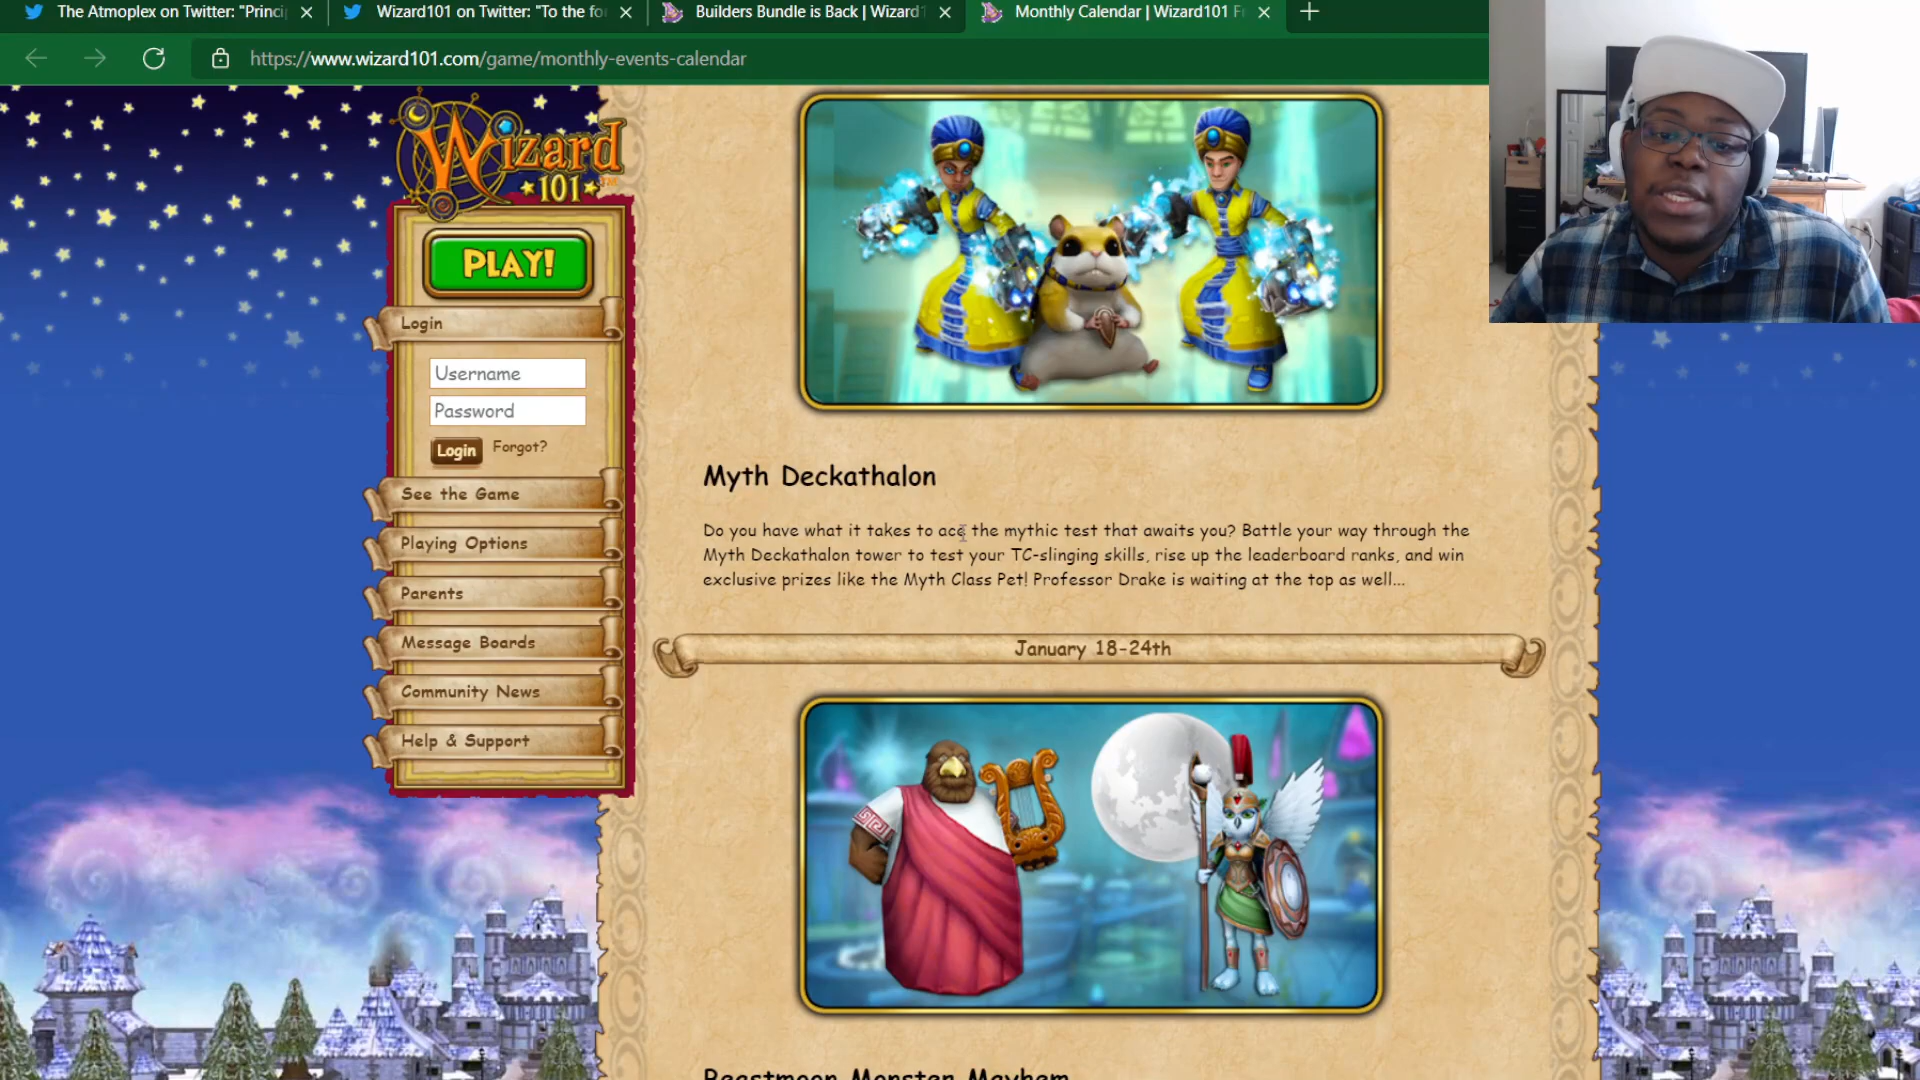 The Atmoplex on Twitter: "Princi
Wizard101 on Twitter: "To the fo
Builders Bundle is Back | Wizard1
Monthly Calendar | Wizard101 Fr
https://www.wizard101.com/game/monthly-events-calendar
Wizard
101
PLAY!
Login
Username
Password
Login Forgot?
See the Game
Playing Options
Parents
Message Boards
Community News
Help & Support
Myth Deckathalon
Do you have what it takes to ace the mythic test that awaits you? Battle your way through the
Myth Deckathalon tower to test your TC-slinging skills, rise up the leaderboard ranks, and win
exclusive prizes like the Myth Class Pet! Professor Drake is waiting at the top as well...
January 18-24th
Beastmoon Monster Mayhem